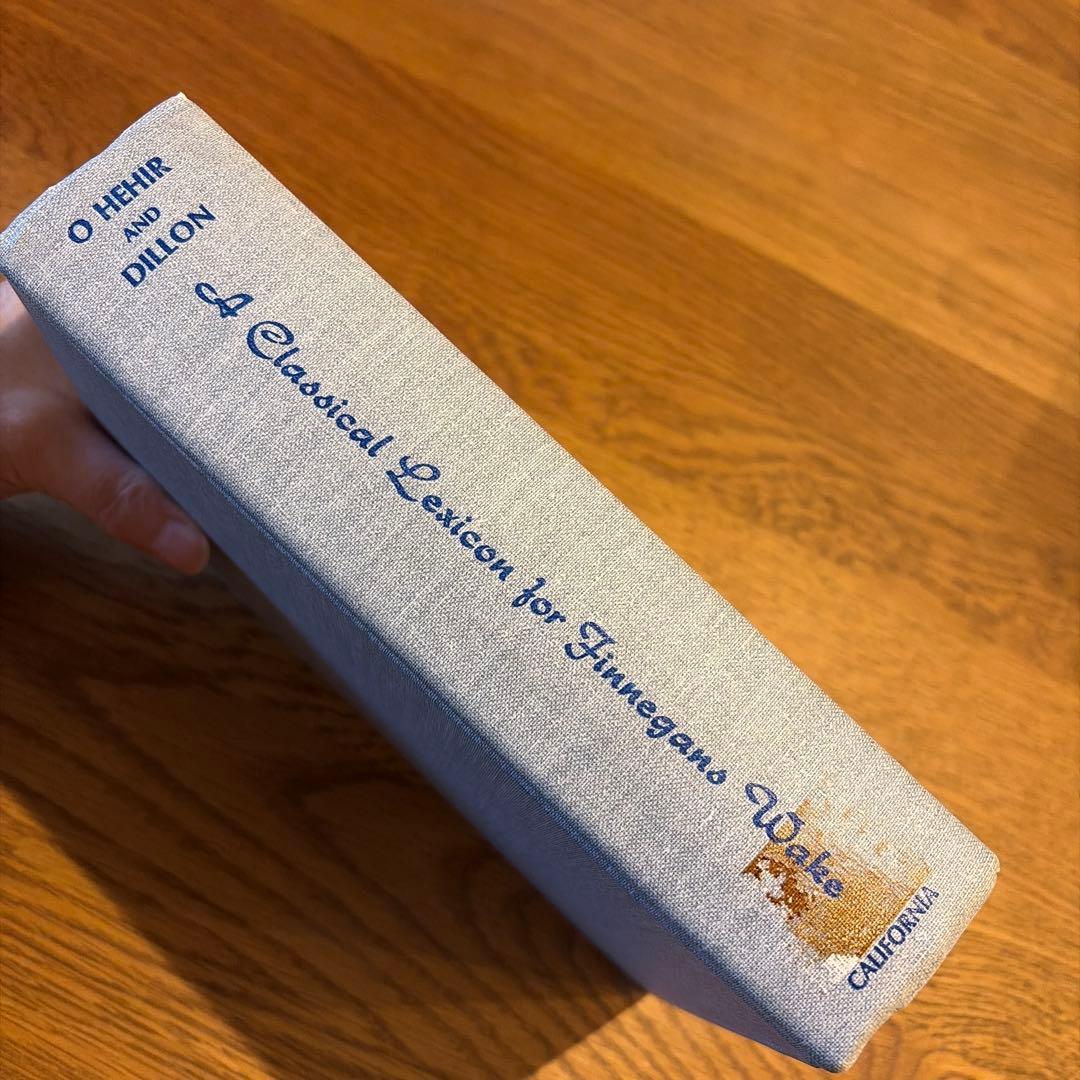 O HEHIR
AND
DILLON
A Classical Lexicon for Finnegans Wake
CALIFORNIA